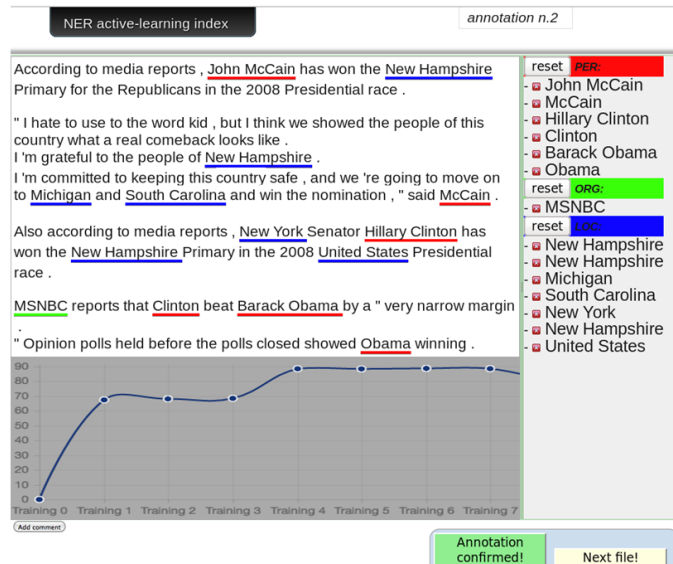 NER active-learning index
annotation n.2
According to media reports , John McCain has won the New Hampshire
Primary for the Republicans in the 2008 Presidential race .
" I hate to use to the word kid , but I think we showed the people of this
country what a real comeback looks like .
I 'm grateful to the people of New Hampshire .
I 'm committed to keeping this country safe , and we 're going to move on
to Michigan and South Carolina and win the nomination , " said McCain .
Also according to media reports , New York Senator Hillary Clinton has
won the New Hampshire Primary in the 2008 United States Presidential
race .
MSNBC reports that Clinton beat Barack Obama by a " very narrow margin
.
" Opinion polls held before the polls closed showed Obama winning .
reset PER:
- John McCain
- McCain
- Hillary Clinton
- Clinton
- Barack Obama
- Obama
reset ORG:
- MSNBC
reset LOC:
- New Hampshire
- New Hampshire
- Michigan
- South Carolina
- New York
- New Hampshire
- United States
90
80
70
60
50
40
30
20
10
0
Training 0 Training 1 Training 2 Training 3 Training 4 Training 5 Training 6 Training 7
Add comment
Annotation
confirmed!
Next file!